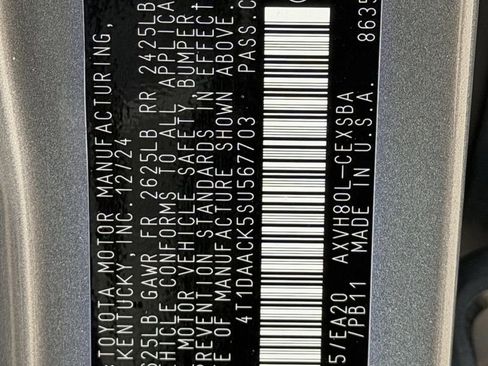 :TOYOTA MOTOR MANUFACTURING,
KENTUCKY, INC. 12/24
625LB GAWR FR 2625LB RR 2425LB
EHICLE CONFORMS TO ALL APPLICA
MOTOR VEHICLE SAFETY, BUMPER
PREVENTION STANDARDS IN EFFECT
E OF MANUFACTURE SHOWN ABOVE.
4T1DAACK5SU567703 PASS.C
5/EA20 AXVH80L-CEXSBA
/PB11 MADE IN U.S.A. 8635